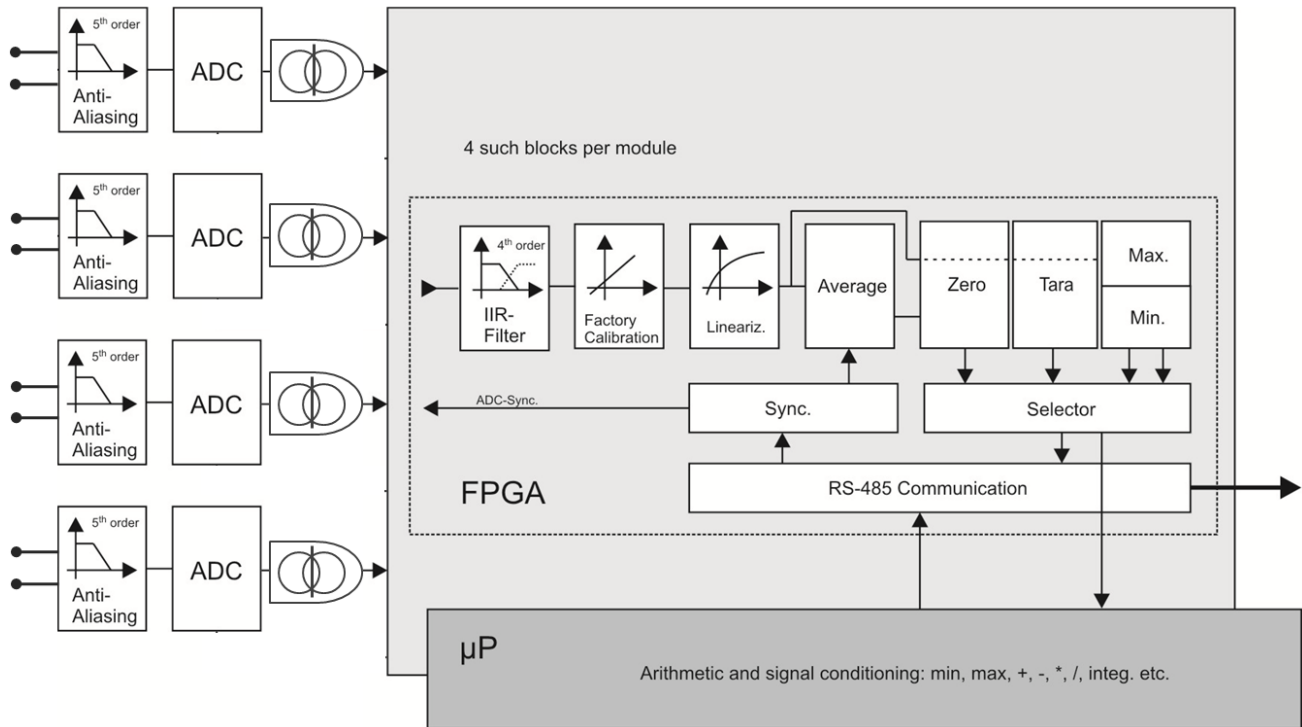 5th order
Anti-
Aliasing
ADC
5th order
Anti-
Aliasing
ADC
5th order
Anti-
Aliasing
ADC
5th order
Anti-
Aliasing
ADC
4 such blocks per module
4th order
IIR-
Filter
Factory
Calibration
Lineariz.
Average
Zero
Tara
Max.
Min.
ADC-Sync.
Sync.
Selector
FPGA
RS-485 Communication
µP
Arithmetic and signal conditioning: min, max, +, -, *, /, integ. etc.